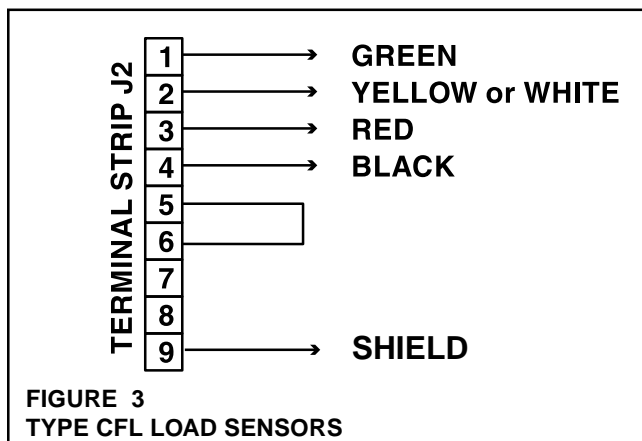 TERMINAL STRIP J2
1 GREEN
2 YELLOW or WHITE
3 RED
4 BLACK
5
6
7
8
9 SHIELD
FIGURE 3
TYPE CFL LOAD SENSORS